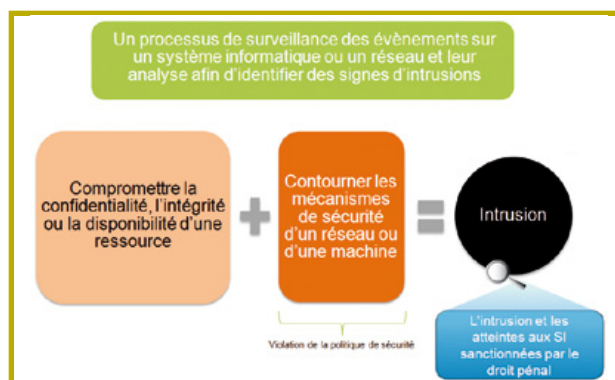 Un processus de surveillance des évènements sur
un système informatique ou un réseau et leur
analyse afin d'identifier des signes d'intrusions
Compromettre la
confidentialité, l'intégrité
ou la disponibilité d'une
ressource
+
Contourner les
mécanismes
de sécurité
d'un réseau ou
d'une machine
=
Intrusion
Violation de la politique de sécurité
L'intrusion et les
atteintes aux SI
sanctionnées par le
droit pénal